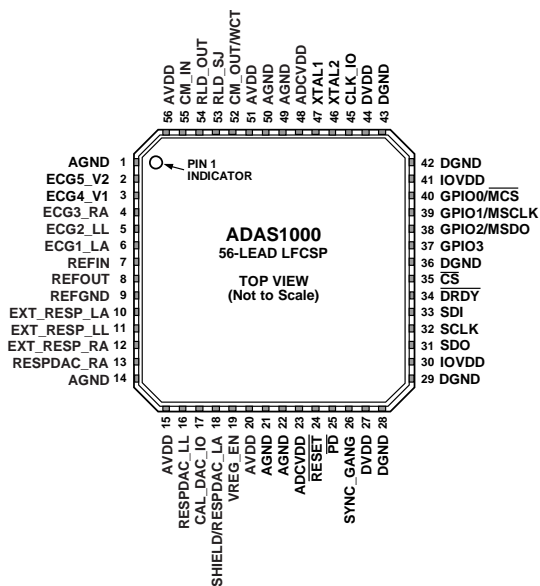 56 AVDD
55 CM_IN
54 RLD_OUT
53 RLD_SJ
52 CM_OUT/WCT
51 AVDD
50 AGND
49 AGND
48 ADCVDD
47 XTAL1
46 XTAL2
45 CLK_IO
44 DVDD
43 DGND
AGND 1
ECG5_V2 2
ECG4_V1 3
ECG3_RA 4
ECG2_LL 5
ECG1_LA 6
REFIN 7
REFOUT 8
REFGND 9
EXT_RESP_LA 10
EXT_RESP_LL 11
EXT_RESP_RA 12
RESPDAC_RA 13
AGND 14
PIN 1
INDICATOR
ADAS1000
56-LEAD LFCSP
TOP VIEW
(Not to Scale)
42 DGND
41 IOVDD
40 GPIO0/MCS
39 GPIO1/MSCLK
38 GPIO2/MSDO
37 GPIO3
36 DGND
35 CS
34 DRDY
33 SDI
32 SCLK
31 SDO
30 IOVDD
29 DGND
AVDD 15
RESPDAC_LL 16
CAL_DAC_IO 17
SHIELD/RESPDAC_LA 18
VREG_EN 19
AVDD 20
AGND 21
AGND 22
ADCVDD 23
RESET 24
PD 25
SYNC_GANG 26
DVDD 27
DGND 28